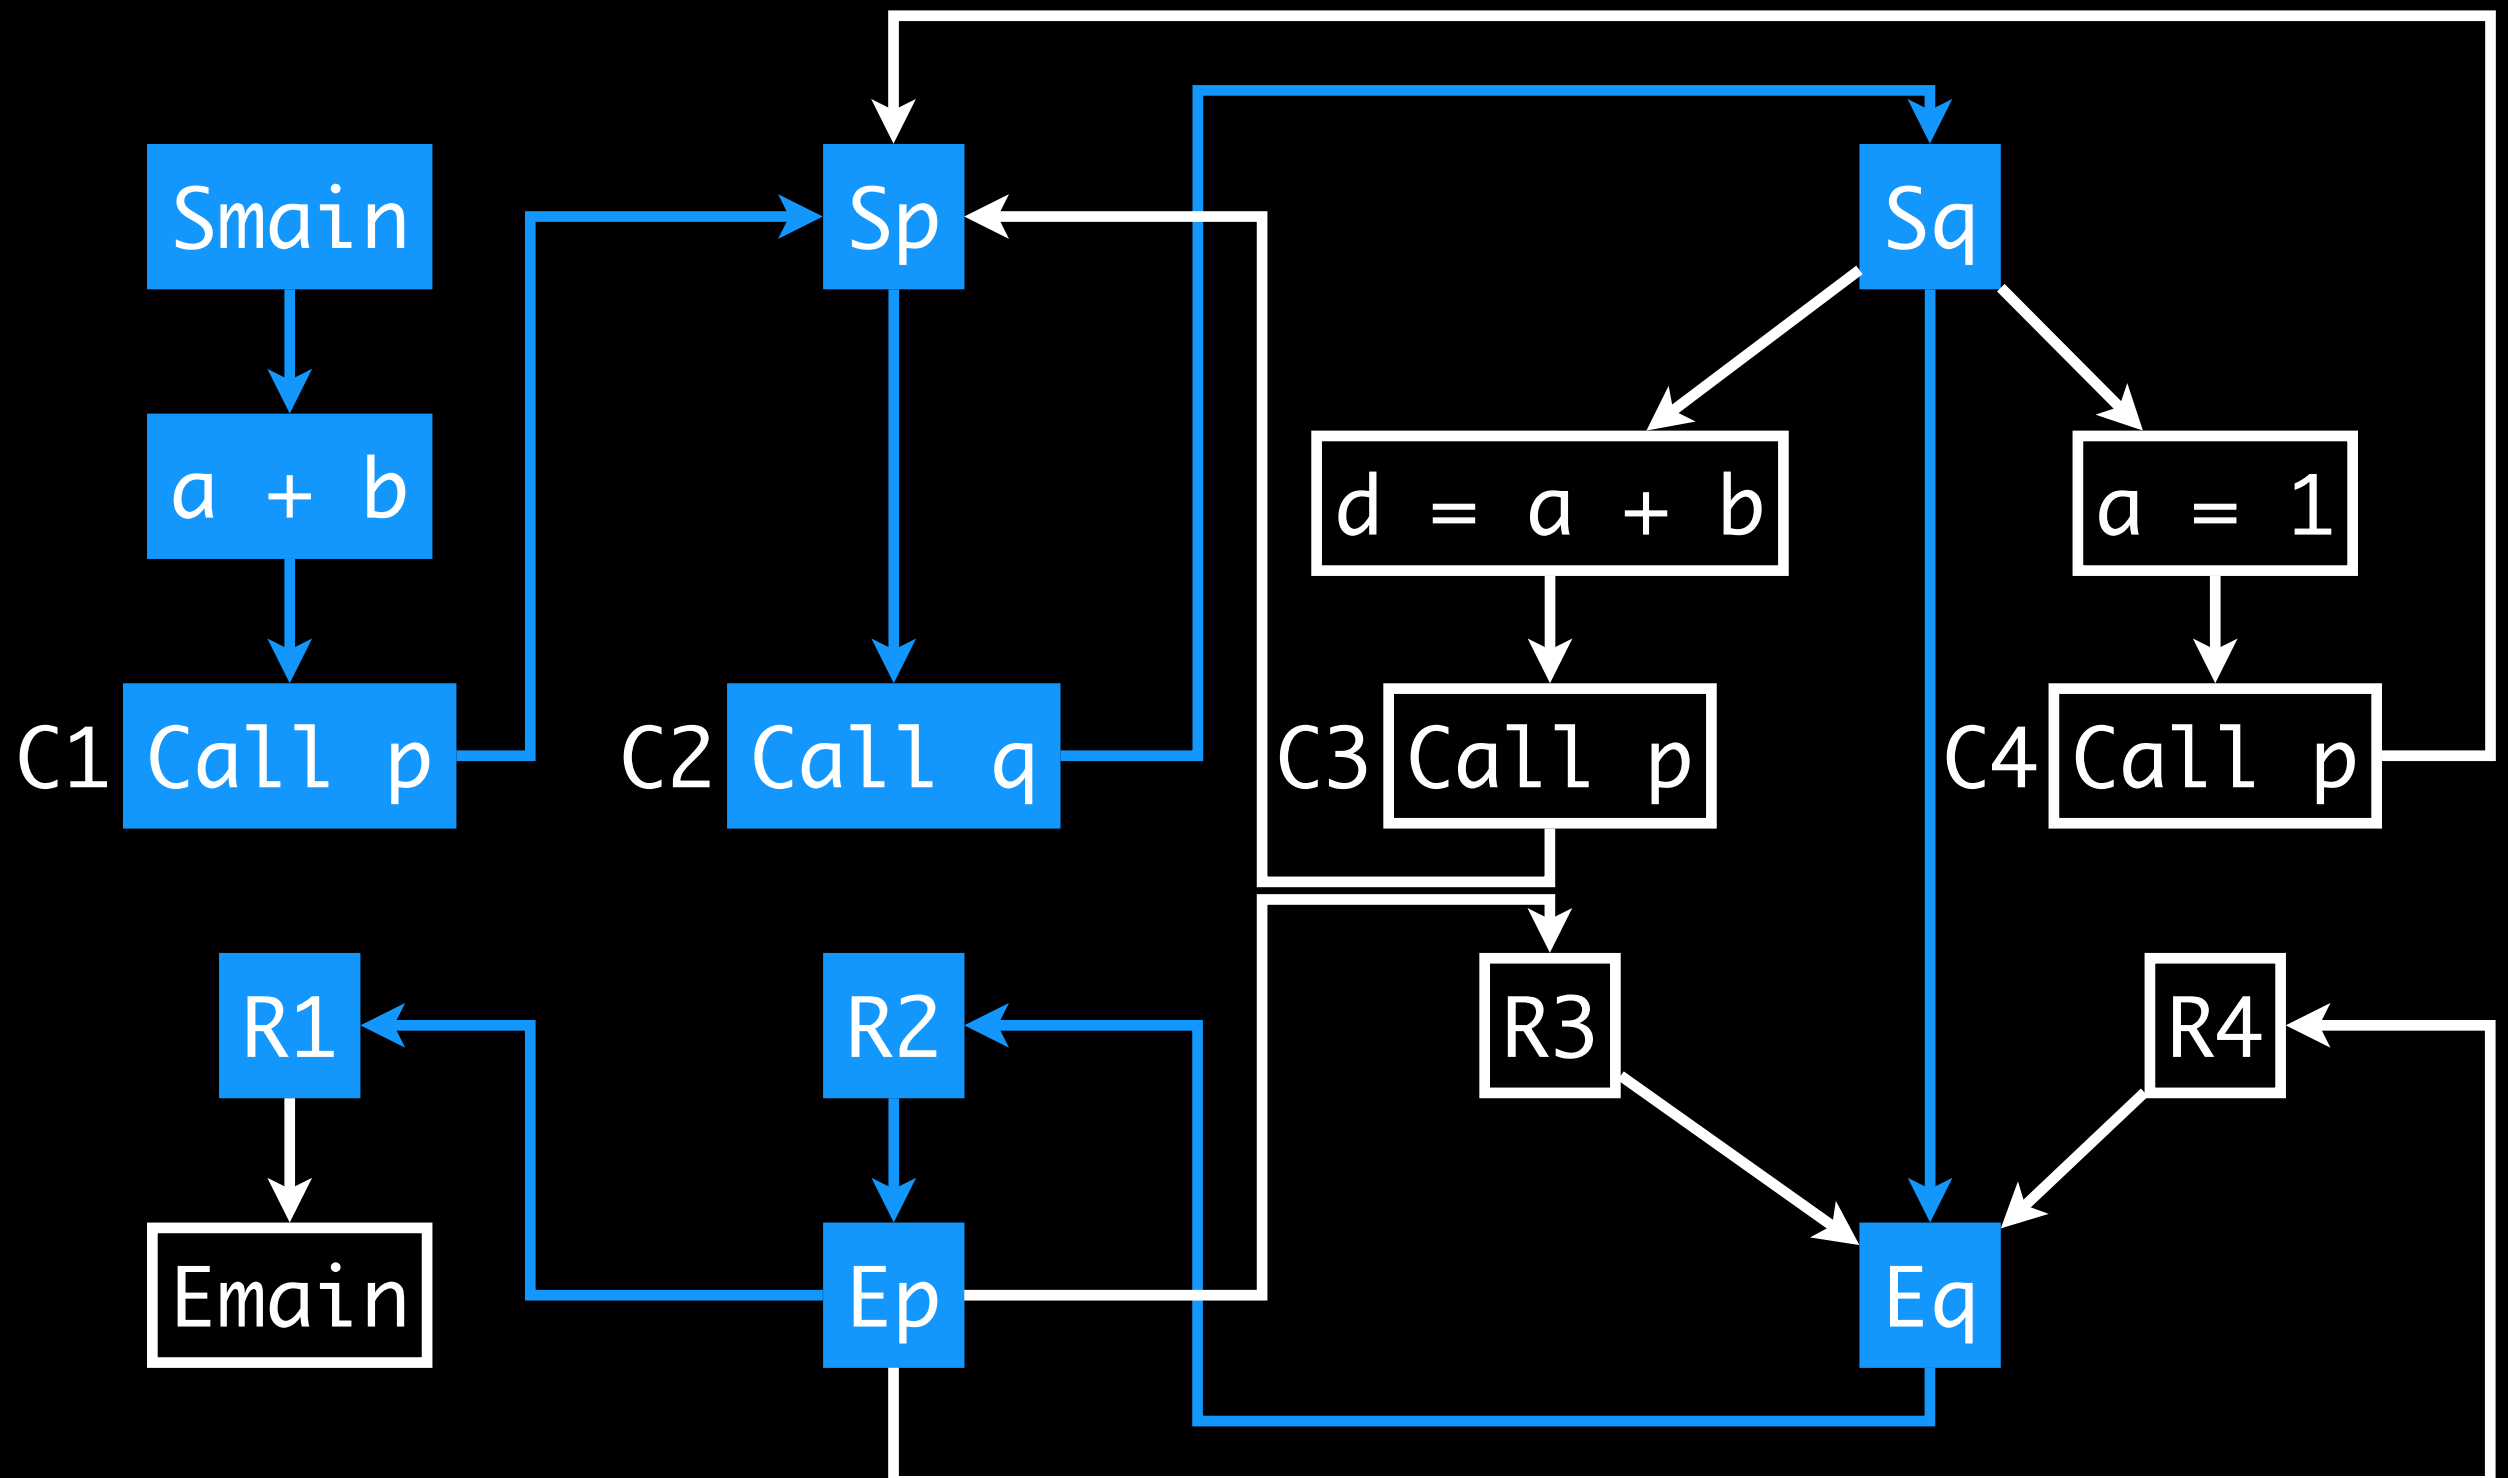 Smain
Sp
Sq
a + b
d = a + b
a = 1
C1 Call p
C2 Call q
C3 Call p
C4 Call p
R1
R2
R3
R4
Emain
Ep
Eq